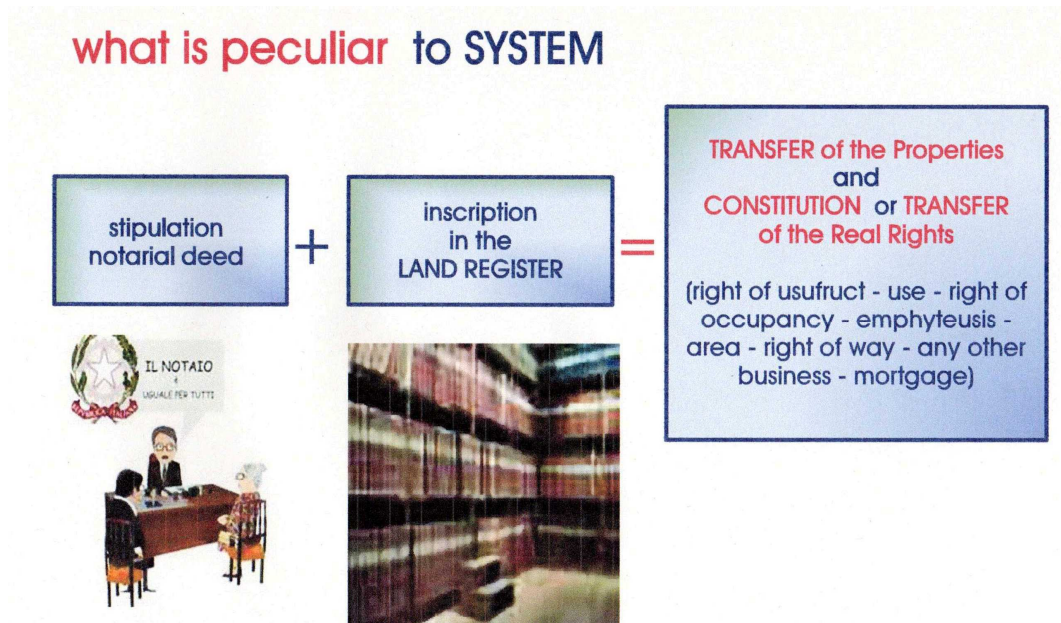 what is peculiar to SYSTEM
stipulation
notarial deed
+
inscription
in the
LAND REGISTER
=
TRANSFER of the Properties
and
CONSTITUTION or TRANSFER
of the Real Rights
(right of usufruct - use - right of
occupancy - emphyteusis -
area - right of way - any other
business - mortgage)
IL NOTAIO
è
UGUALE PER TUTTI